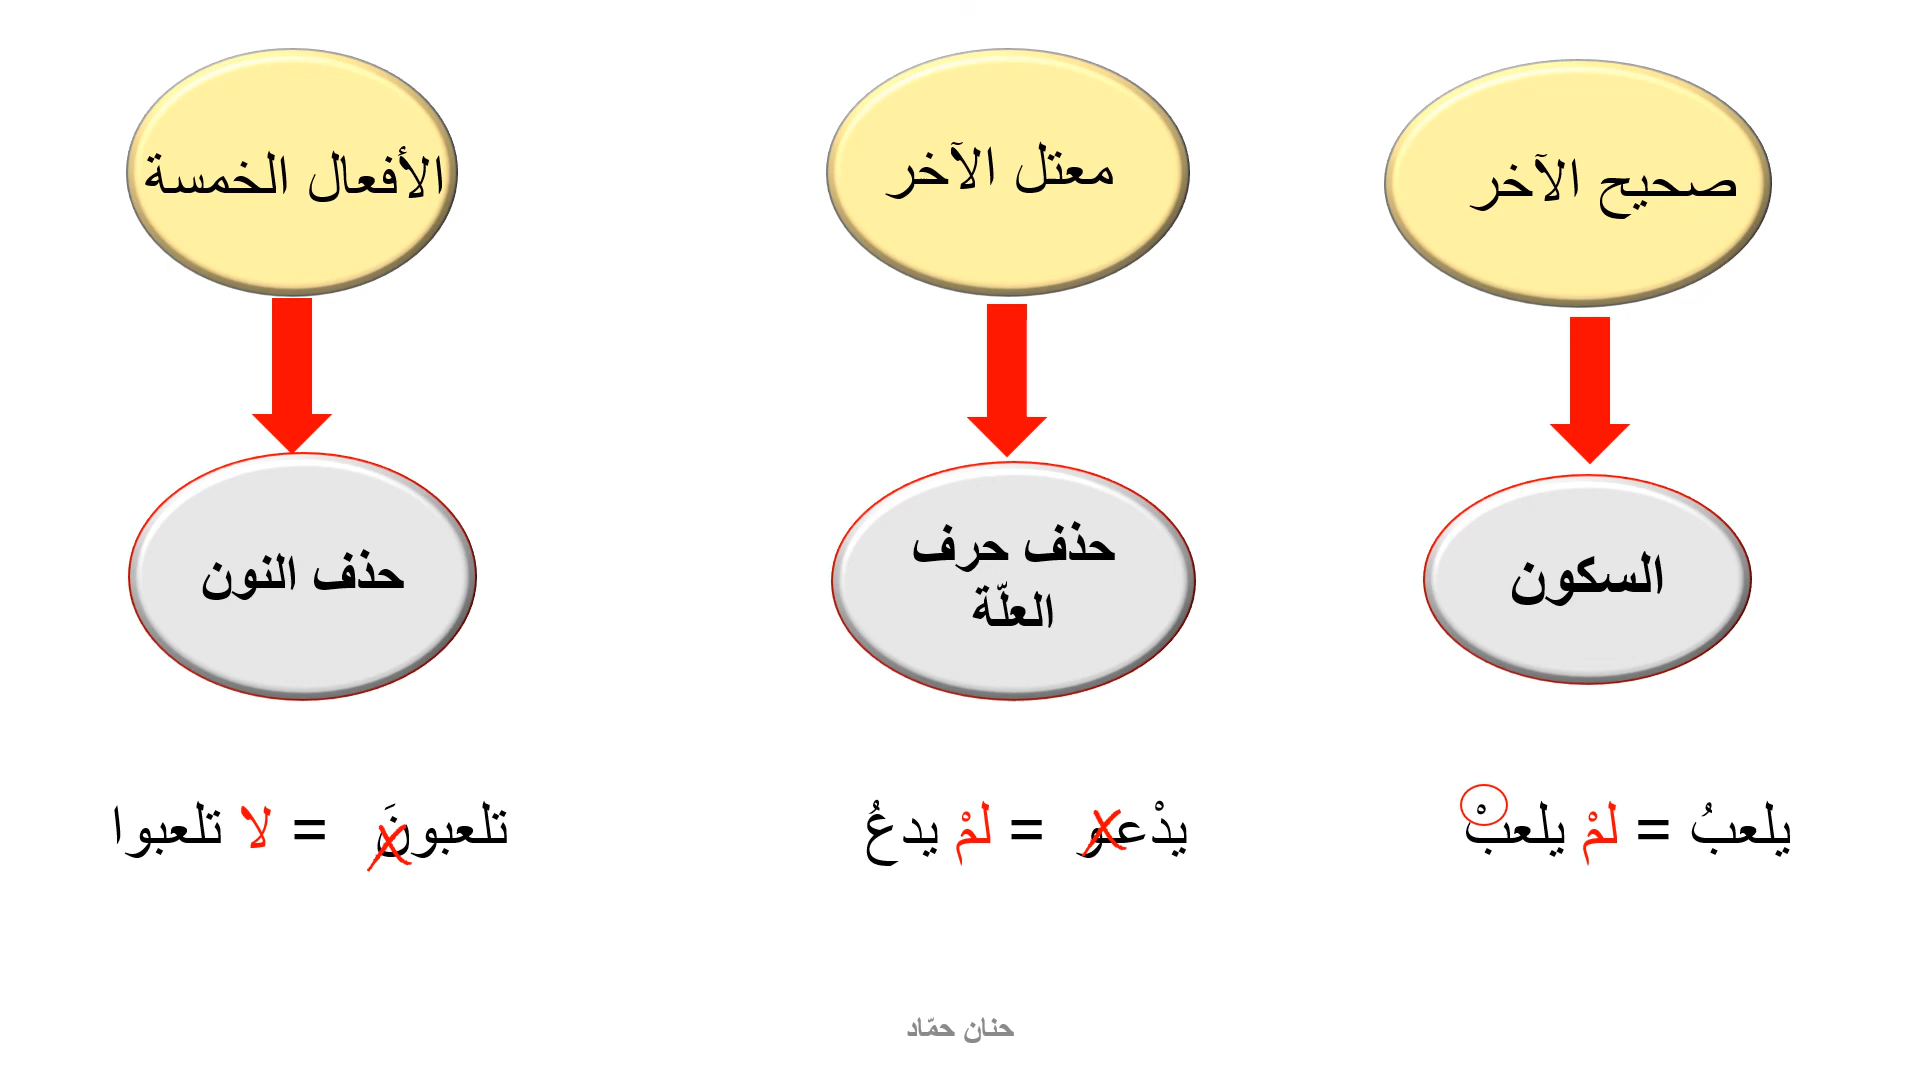 صحيح الآخر
معتل الآخر
الأفعال الخمسة
السكون
حذف حرف
العلّة
حذف النون
يلعبُ = لمْ يلعبْ
يدْعو = لمْ يدعُ
تلعبونَ = لا تلعبوا
حنان حمّاد